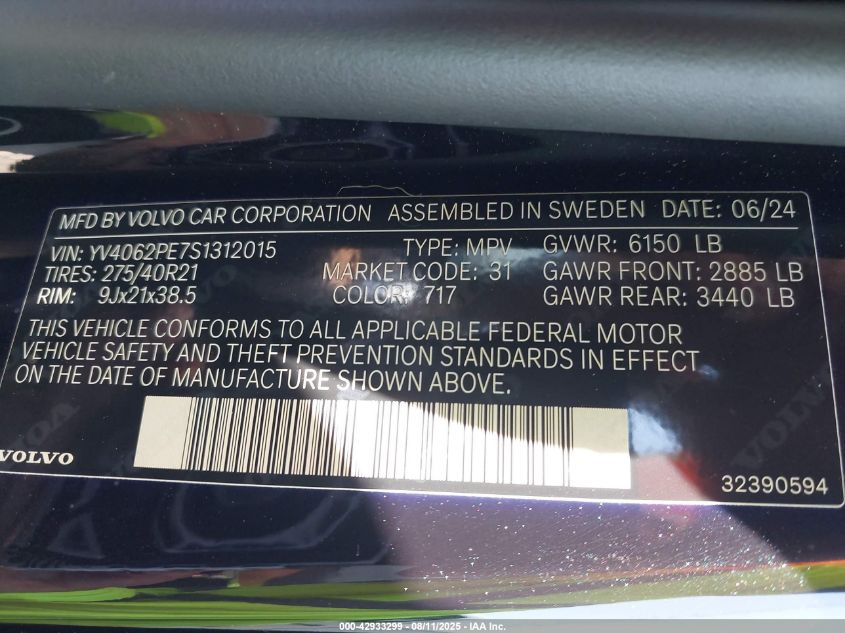 MFD BY VOLVO CAR CORPORATION ASSEMBLED IN SWEDEN DATE: 06/24
VIN: YV4062PE7S1312015 TYPE: MPV GVWR: 6150 LB
TIRES: 275/40R21 MARKET CODE: 31 GAWR FRONT: 2885 LB
RIM: 9Jx21x38.5 COLOR: 717 GAWR REAR: 3440 LB
THIS VEHICLE CONFORMS TO ALL APPLICABLE FEDERAL MOTOR
VEHICLE SAFETY AND THEFT PREVENTION STANDARDS IN EFFECT
ON THE DATE OF MANUFACTURE SHOWN ABOVE.
VOLVO
32390594
000-42933299 - 08/11/2025 - IAA Inc.